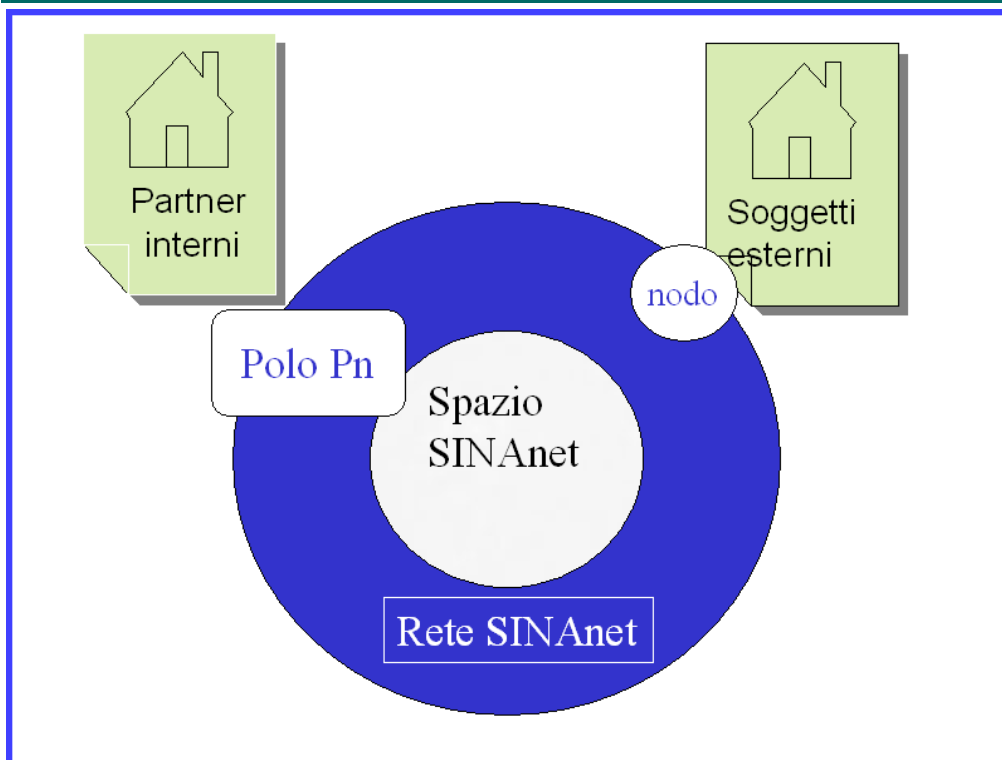 Partner
interni
Soggetti
esterni
nodo
Polo Pn
Spazio
SINAnet
Rete SINAnet